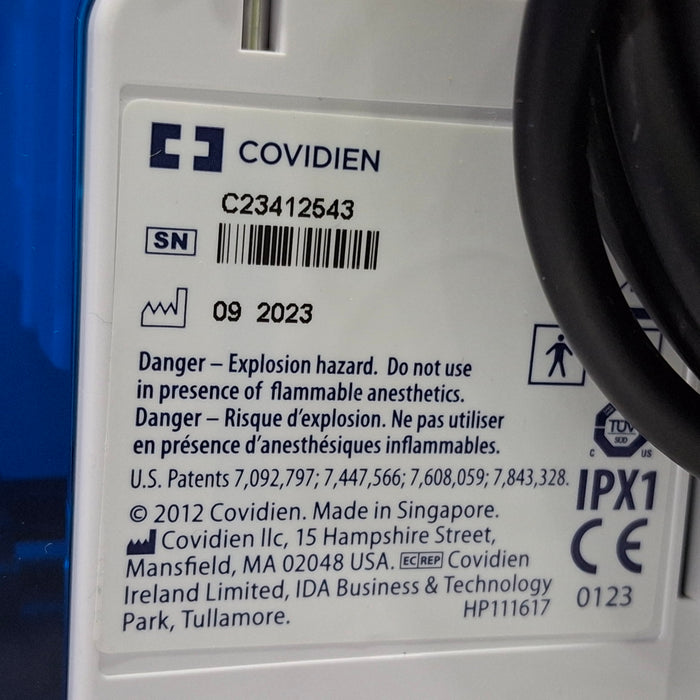 COVIDIEN
C23412543
SN
09 2023
Danger – Explosion hazard. Do not use
in presence of flammable anesthetics.
Danger – Risque d'explosion. Ne pas utiliser
en présence d'anesthésiques inflammables.
U.S. Patents 7,092,797; 7,447,566; 7,608,059; 7,843,328.
© 2012 Covidien. Made in Singapore.
Covidien llc, 15 Hampshire Street,
Mansfield, MA 02048 USA. EC REP Covidien
Ireland Limited, IDA Business & Technology
Park, Tullamore.
HP111617
TÜV
SÜD
C US
IPX1
CE
0123